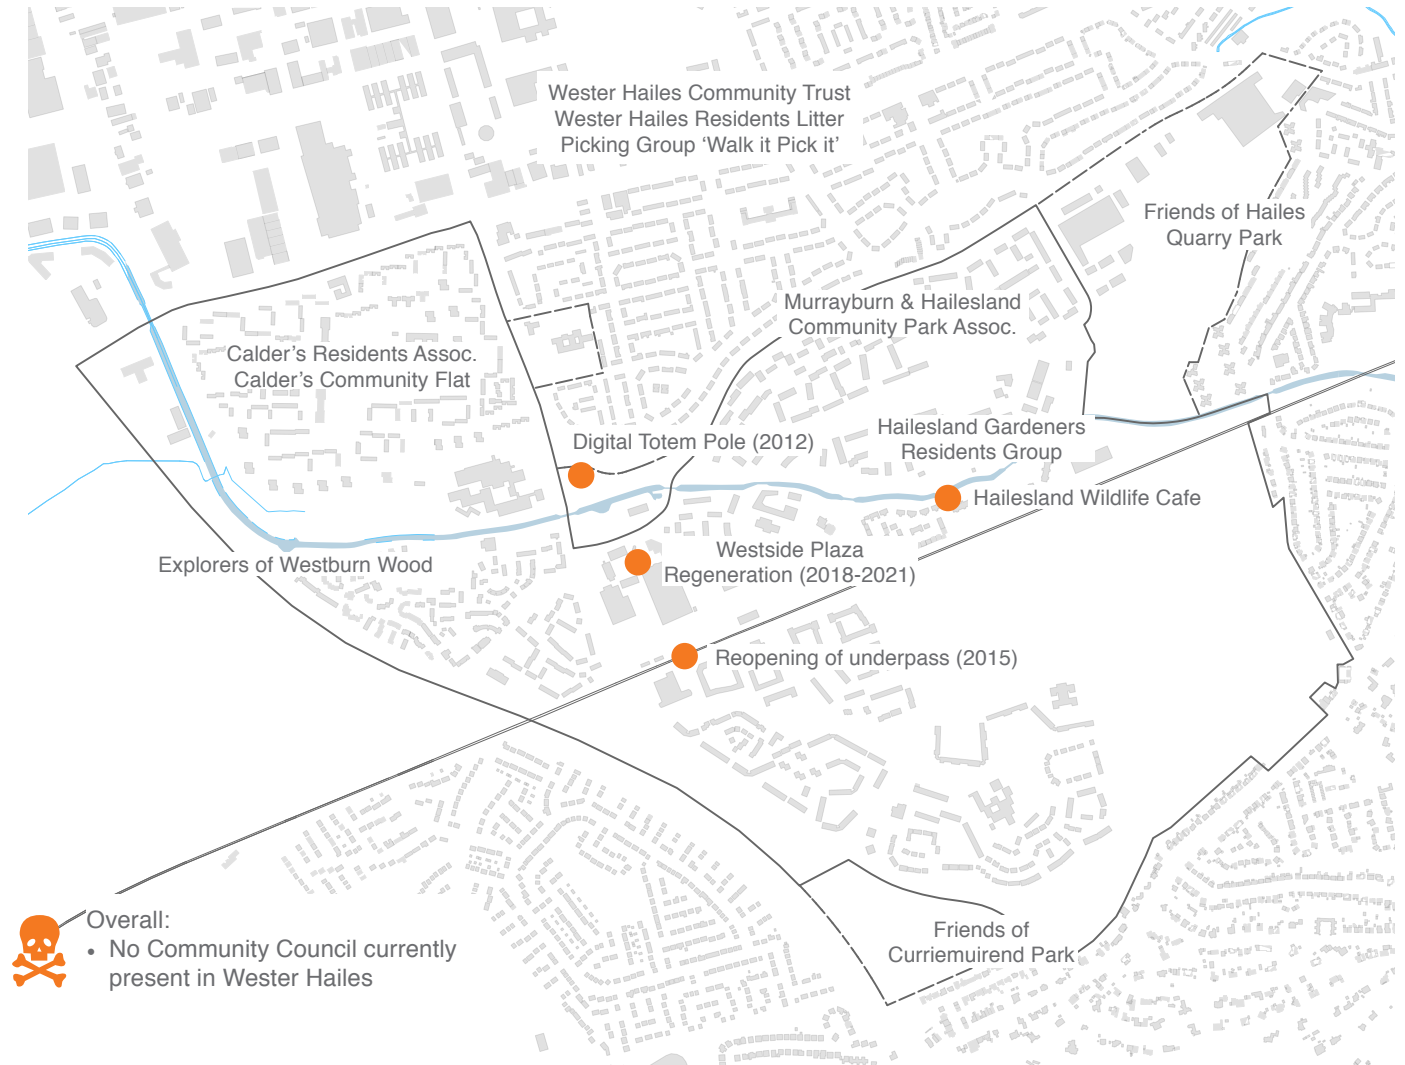 Wester Hailes Community Trust
Wester Hailes Residents Litter
Picking Group ‘Walk it Pick it’
Friends of Hailes
Quarry Park
Murrayburn & Hailesland
Community Park Assoc.
Calder’s Residents Assoc.
Calder’s Community Flat
Digital Totem Pole (2012)
Hailesland Gardeners
Residents Group
Hailesland Wildlife Cafe
Explorers of Westburn Wood
Westside Plaza
Regeneration (2018-2021)
Reopening of underpass (2015)
Overall:
• No Community Council currently
present in Wester Hailes
Friends of
Curriemuirend Park